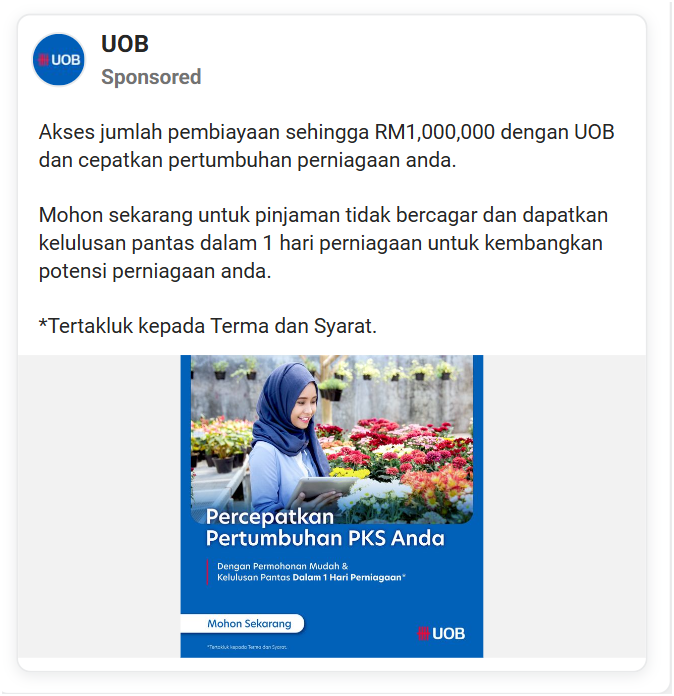 UOB
UOB
Sponsored
Akses jumlah pembiayaan sehingga RM1,000,000 dengan UOB
dan cepatkan pertumbuhan perniagaan anda.
Mohon sekarang untuk pinjaman tidak bercagar dan dapatkan
kelulusan pantas dalam 1 hari perniagaan untuk kembangkan
potensi perniagaan anda.
*Tertakluk kepada Terma dan Syarat.
Percepatkan
Pertumbuhan PKS Anda
Dengan Permohonan Mudah &
Kelulusan Pantas Dalam 1 Hari Perniagaan*
Mohon Sekarang
UOB
*Tertakluk kepada Terma dan Syarat.